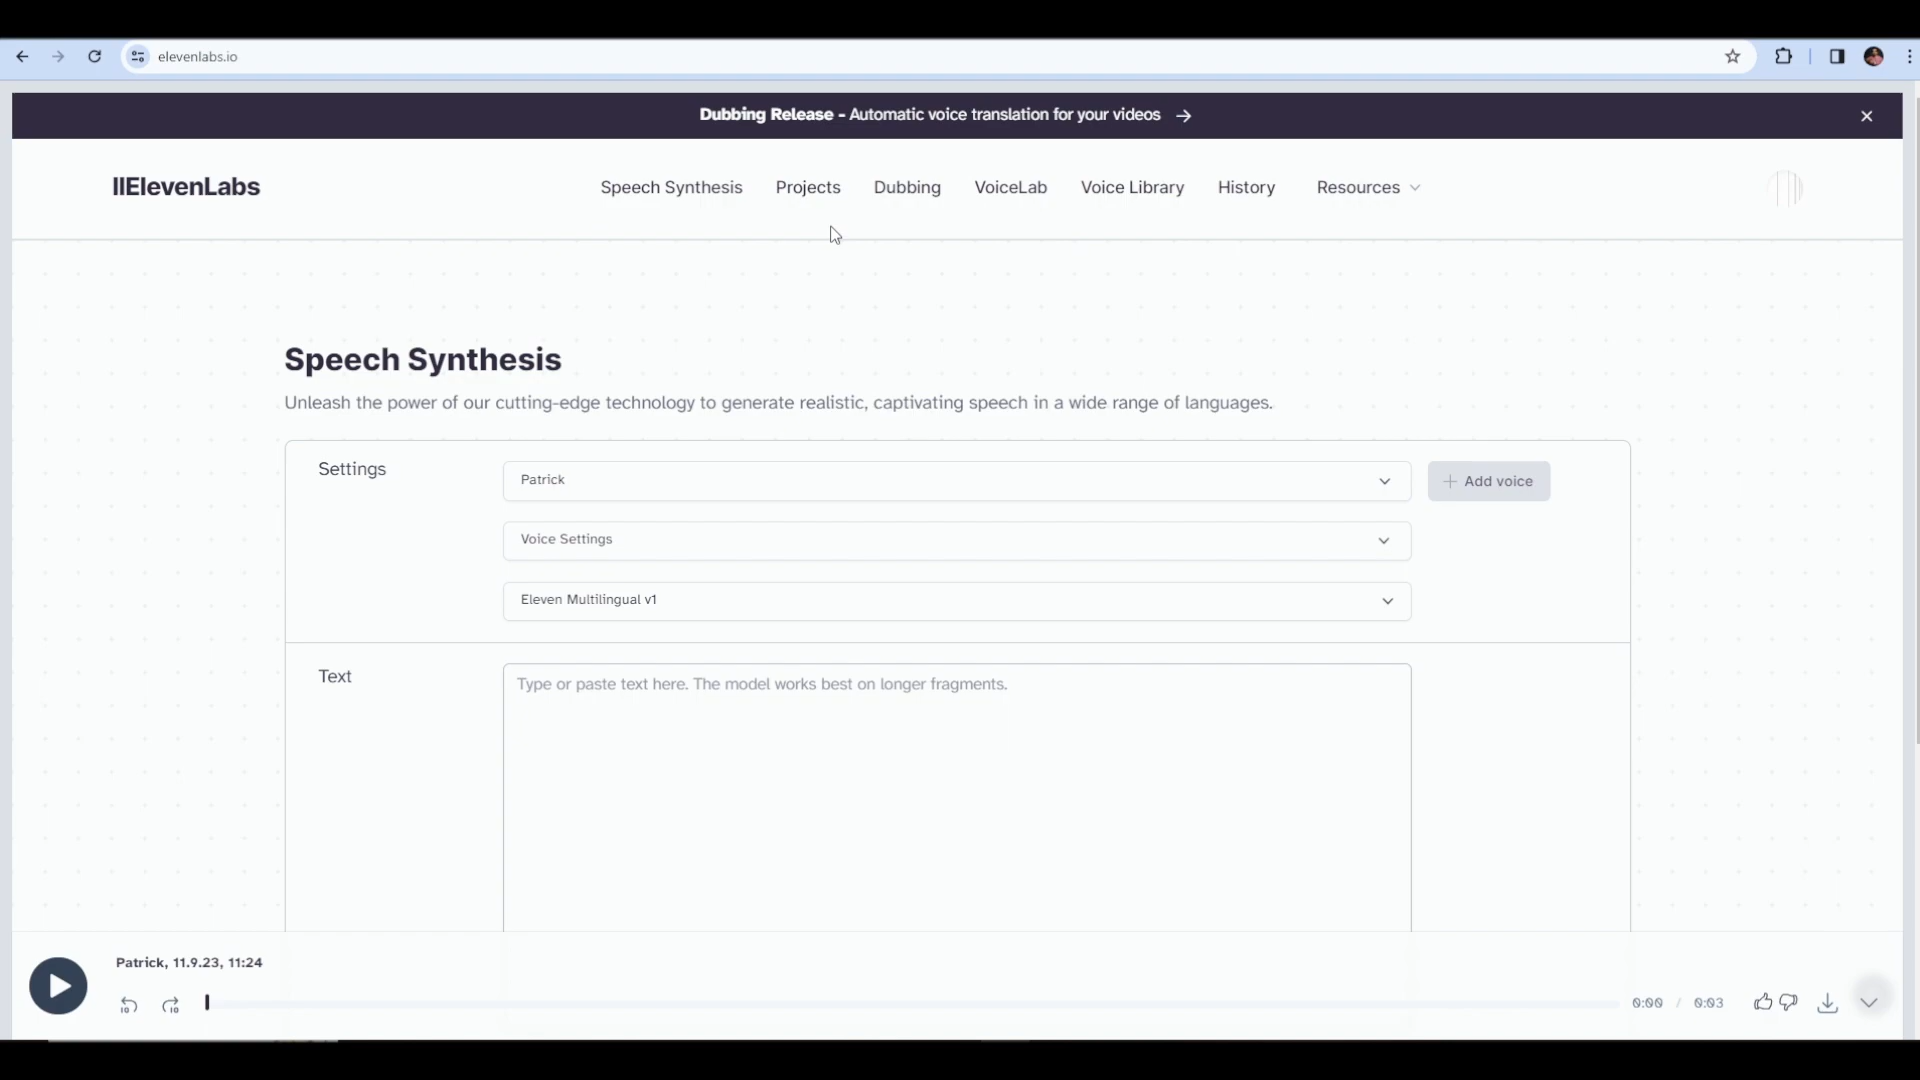 elevenlabs.io
Dubbing Release - Automatic voice translation for your videos →
llElevenLabs
Speech Synthesis Projects Dubbing VoiceLab Voice Library History Resources
Speech Synthesis
Unleash the power of our cutting-edge technology to generate realistic, captivating speech in a wide range of languages.
Settings
Patrick
+ Add voice
Voice Settings
Eleven Multilingual v1
Text
Type or paste text here. The model works best on longer fragments.
Patrick, 11.9.23, 11:24
10 10
0:00 / 0:03